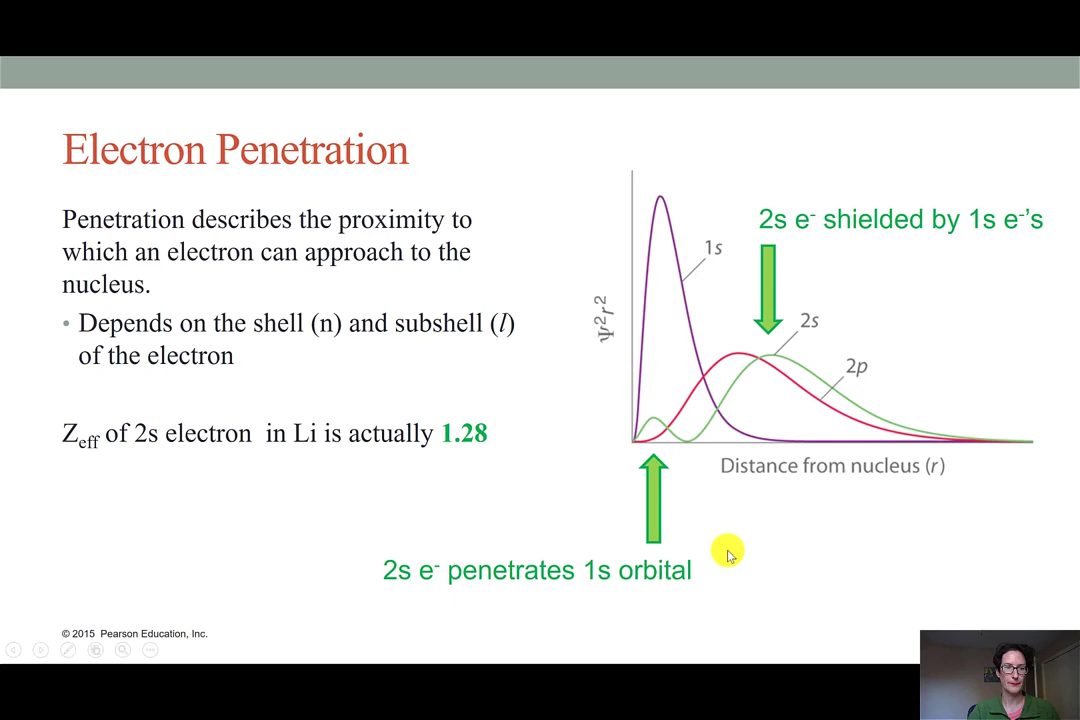 Electron Penetration
Penetration describes the proximity to
which an electron can approach to the
nucleus.
• Depends on the shell (n) and subshell (l)
of the electron
Zeff of 2s electron in Li is actually 1.28
2s e⁻ shielded by 1s e⁻'s
1s
2s
2p
Ψ²r²
Distance from nucleus (r)
2s e⁻ penetrates 1s orbital
© 2015 Pearson Education, Inc.